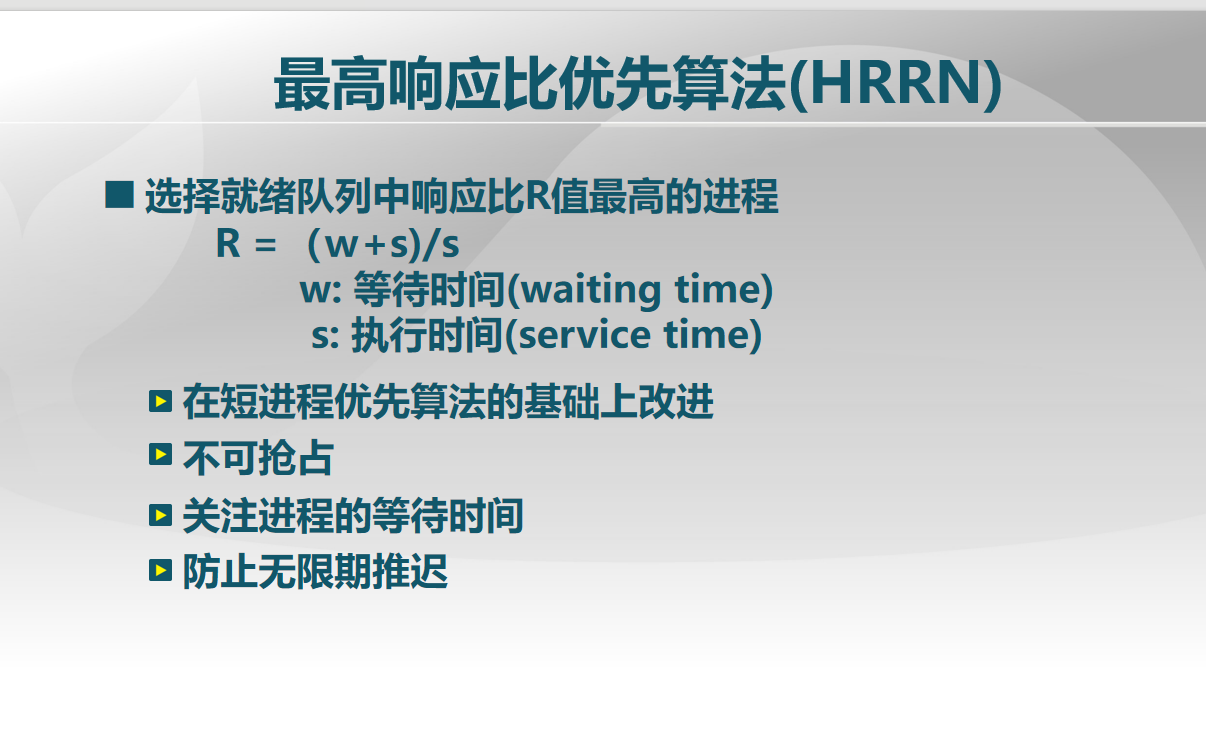 最高响应比优先算法(HRRN)
选择就绪队列中响应比R值最高的进程
R = (w+s)/s
w: 等待时间(waiting time)
s: 执行时间(service time)
在短进程优先算法的基础上改进
不可抢占
关注进程的等待时间
防止无限期推迟